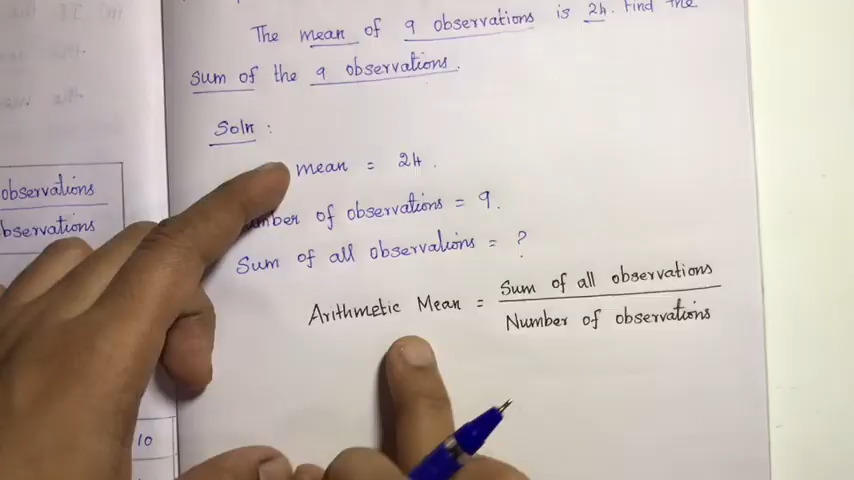 The mean of 9 observations is 24. Find the
sum of the 9 observations.
Soln :
mean = 24.
of observations = 9.
Sum of all observations = ?
Arithmetic Mean = Sum of all observations
Number of observations
observations
bservations
10